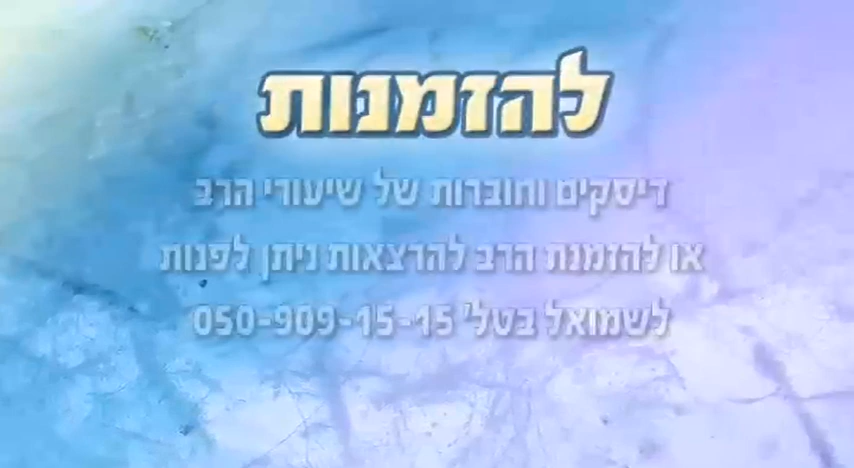 להזמנות
דיסקים וחוברות של שיעורי הרב
או להזמנת הרב להרצאות ניתן לפנות
לשמואל בטל' 050-909-15-15